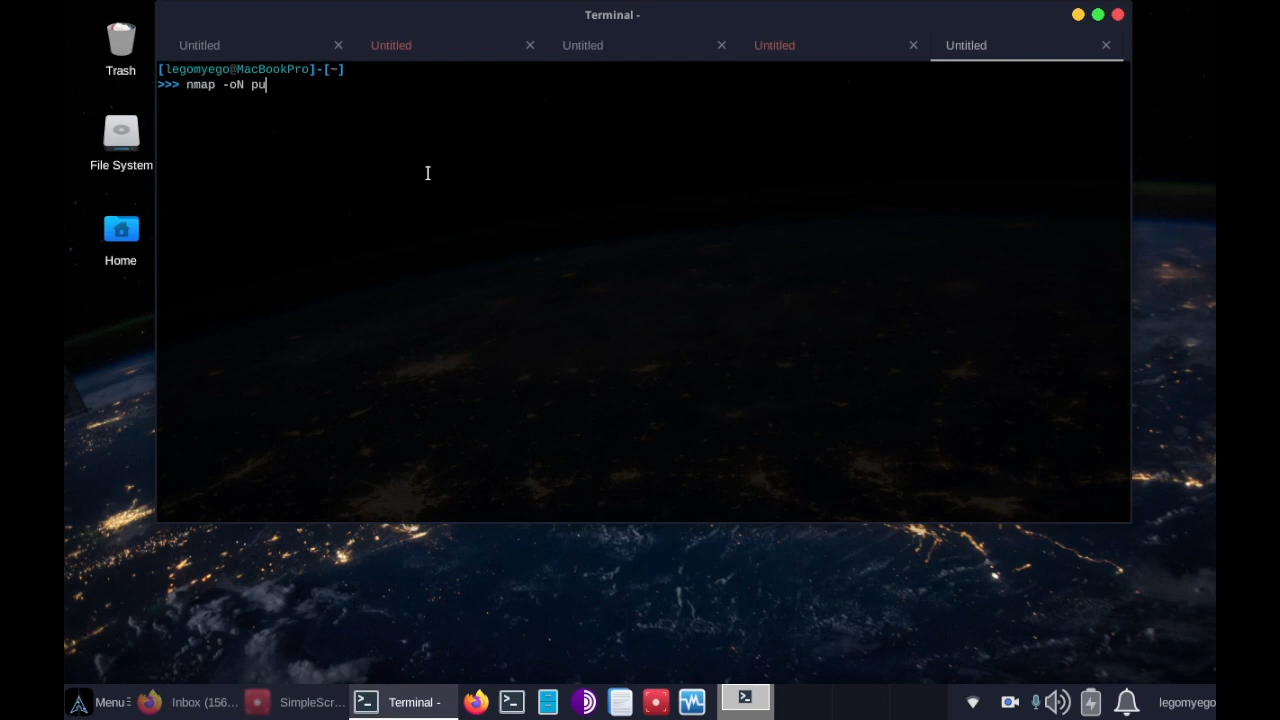 Terminal -
Untitled
Untitled
Untitled
Untitled
Untitled
Trash
File System
Home
[legomyego@MacBookPro]-[~]
>>> nmap -oN pu
Menu
Inbox (156...
SimpleScr...
Terminal -
legomyego